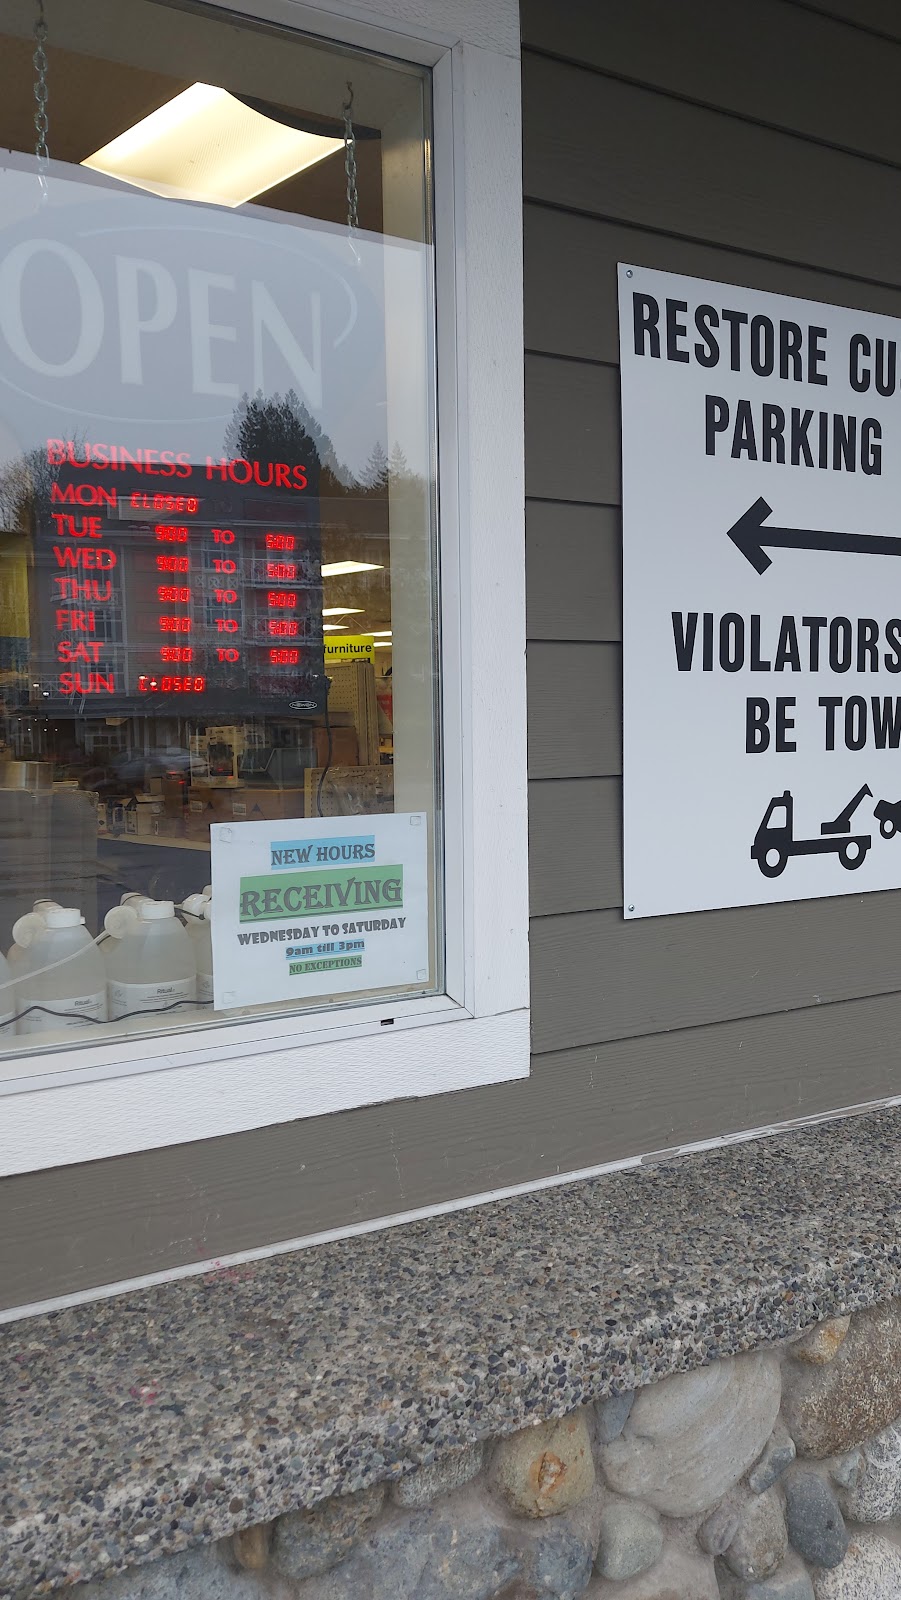 OPEN
BUSINESS HOURS
MON CLOSED
TUE 9:00 TO 5:00
WED 9:00 TO 5:00
THU 9:00 TO 5:00
FRI 9:00 TO 5:00
SAT 9:00 TO 5:00
SUN CLOSED
furniture
NEW HOURS
RECEIVING
WEDNESDAY TO SATURDAY
9am till 3pm
NO EXCEPTIONS
Ritual
Ritual
RESTORE CU
PARKING
VIOLATORS
BE TOW